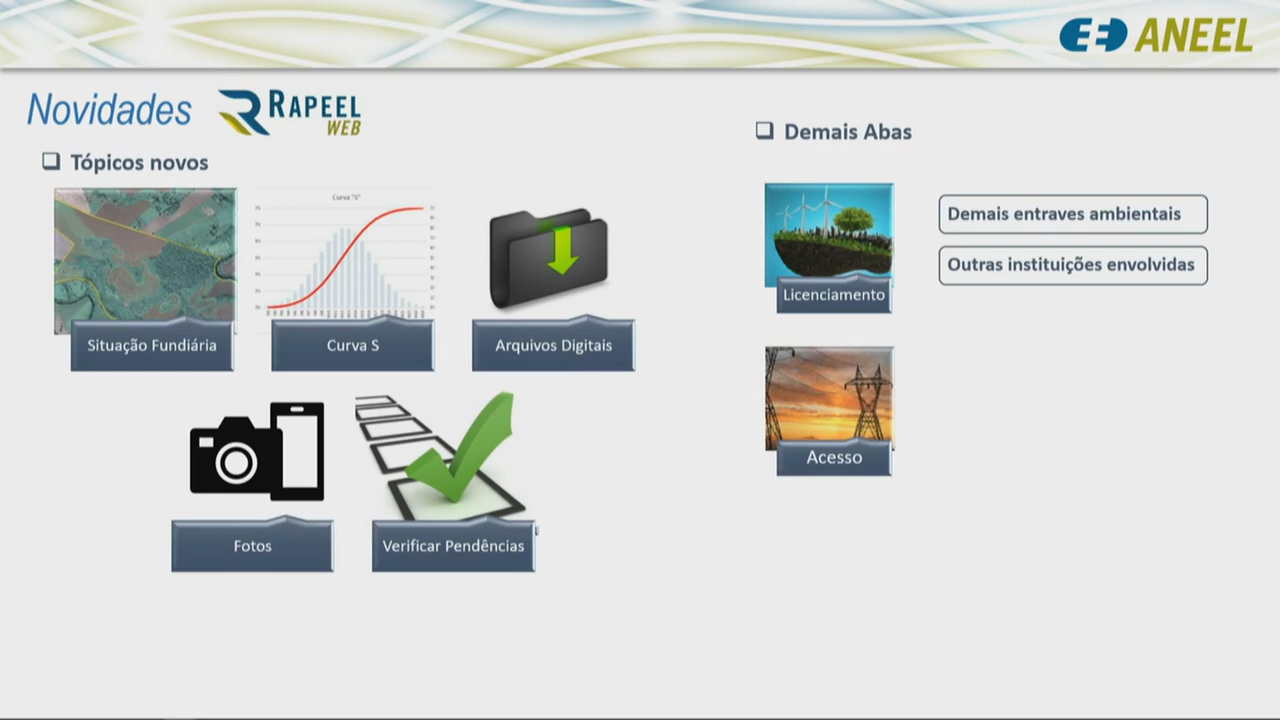 ANEEL
Novidades
RAPEEL
WEB
❑ Tópicos novos
Curva "S"
Situação Fundiária
Curva S
Arquivos Digitais
Fotos
Verificar Pendências
❑ Demais Abas
Licenciamento
Demais entraves ambientais
Outras instituições envolvidas
Acesso